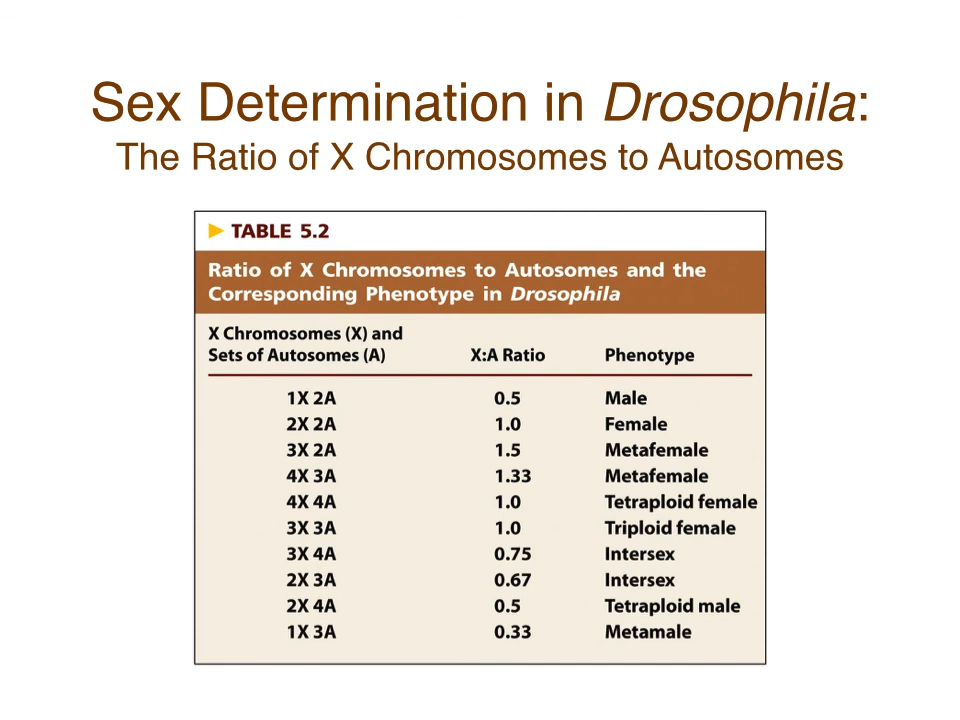 Sex Determination in Drosophila:
The Ratio of X Chromosomes to Autosomes
▶ TABLE 5.2
Ratio of X Chromosomes to Autosomes and the
Corresponding Phenotype in Drosophila
X Chromosomes (X) and
Sets of Autosomes (A) X:A Ratio Phenotype
1X 2A 0.5 Male
2X 2A 1.0 Female
3X 2A 1.5 Metafemale
4X 3A 1.33 Metafemale
4X 4A 1.0 Tetraploid female
3X 3A 1.0 Triploid female
3X 4A 0.75 Intersex
2X 3A 0.67 Intersex
2X 4A 0.5 Tetraploid male
1X 3A 0.33 Metamale